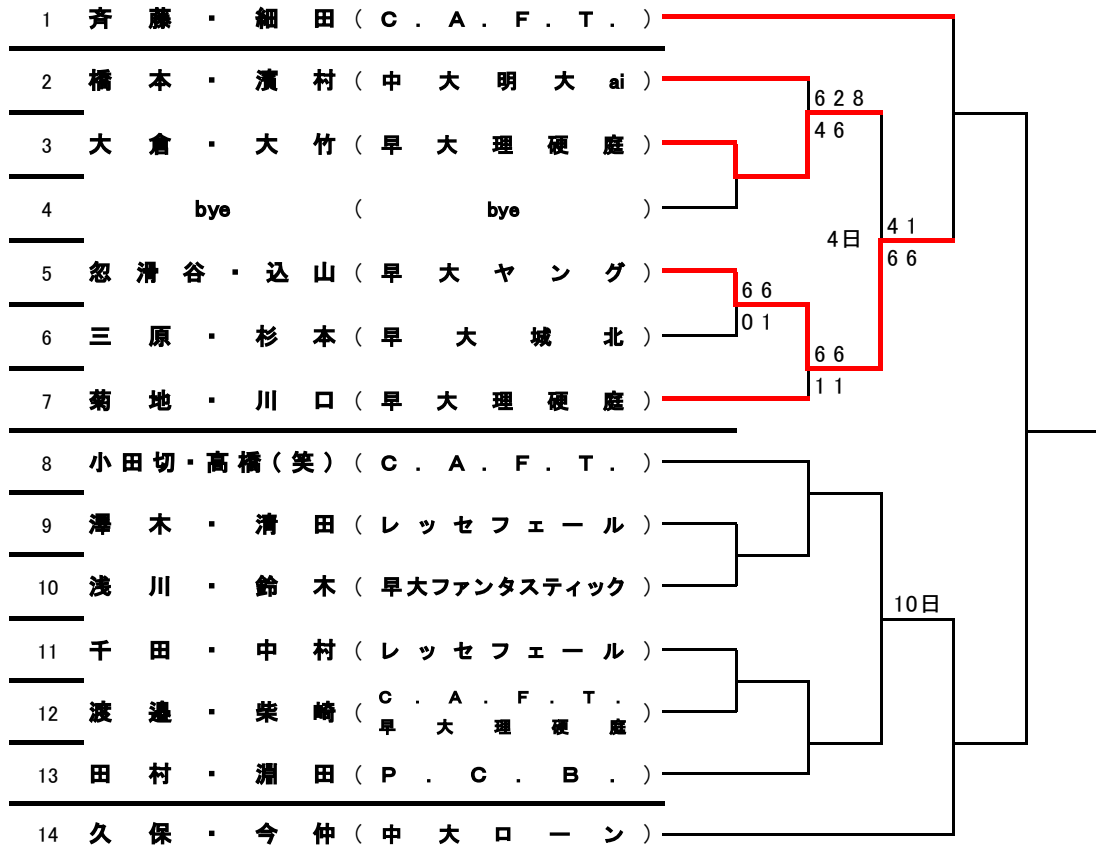 1 斉藤・細田 (C.A.F.T.)
2 橋本・濱村 (中大明大ai)
628
46
3 大倉・大竹 (早大理硬庭)
4 bye (bye)
4日
41
66
5 忽滑谷・込山 (早大ヤング)
66
01
6 三原・杉本 (早大城北)
66
11
7 菊地・川口 (早大理硬庭)
8 小田切・高橋(笑) (C.A.F.T.)
9 澤木・清田 (レッセフェール)
10 浅川・鈴木 (早大ファンタスティック)
10日
11 千田・中村 (レッセフェール)
12 渡邉・柴崎 (C.A.F.T.
早大理硬庭)
13 田村・淵田 (P.C.B.)
14 久保・今仲 (中大ローン)